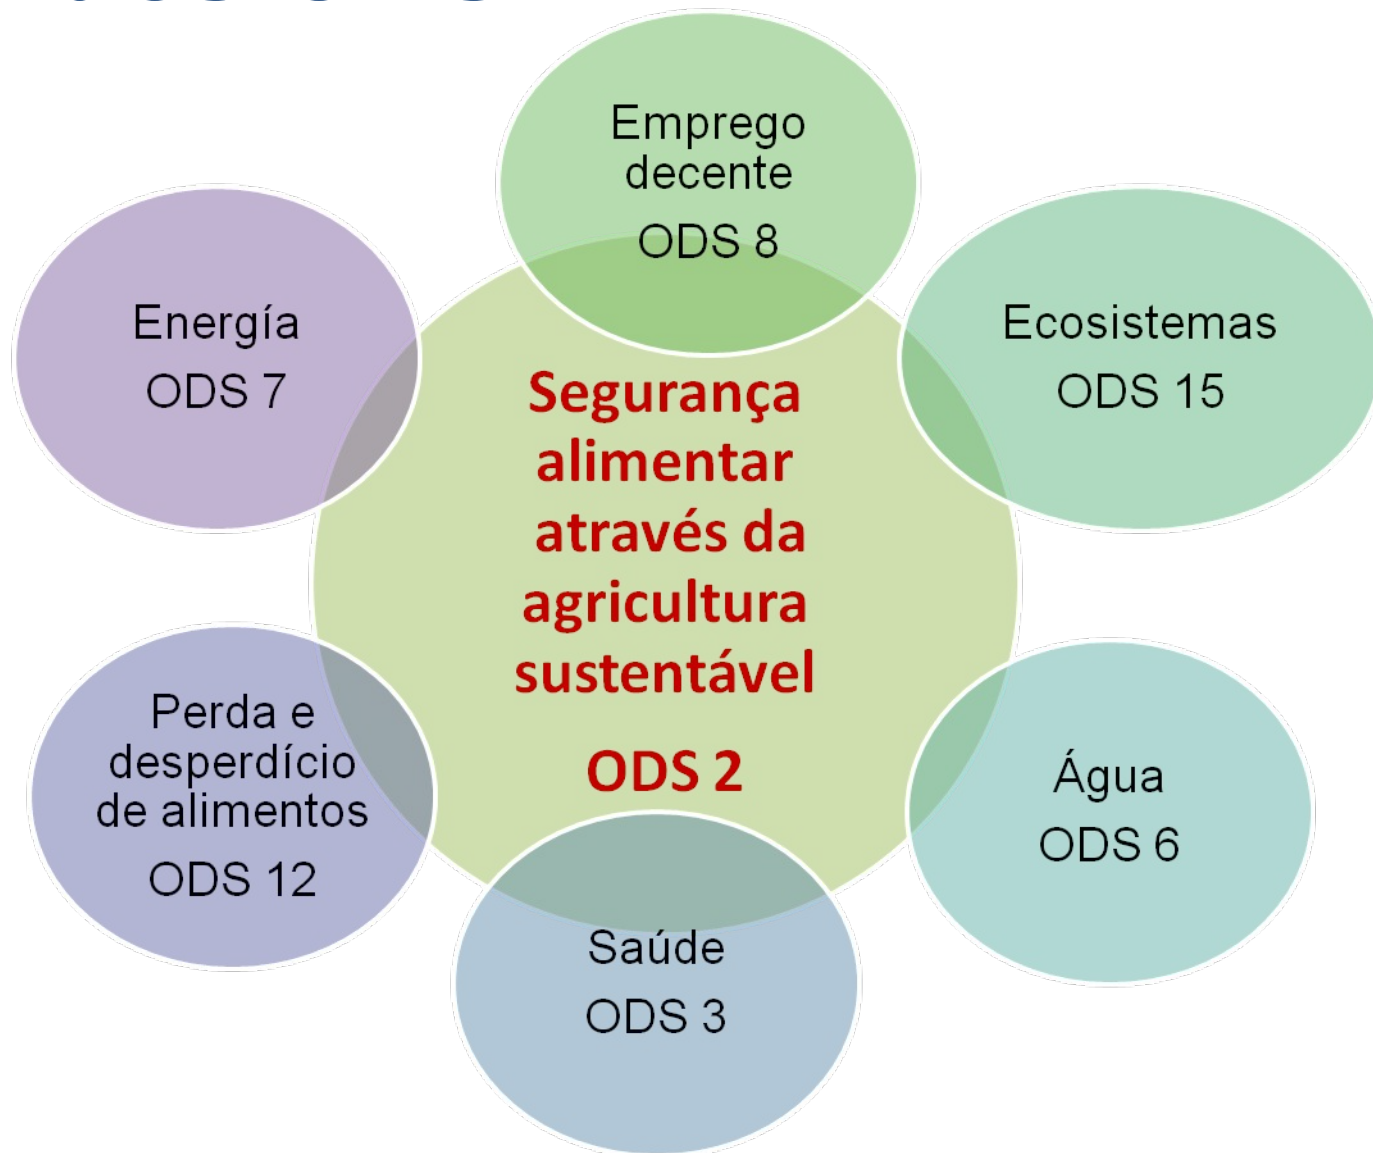 Emprego
decente
ODS 8
Energía
ODS 7
Ecosistemas
ODS 15
Segurança
alimentar
através da
agricultura
sustentável
ODS 2
Perda e
desperdício
de alimentos
ODS 12
Água
ODS 6
Saúde
ODS 3